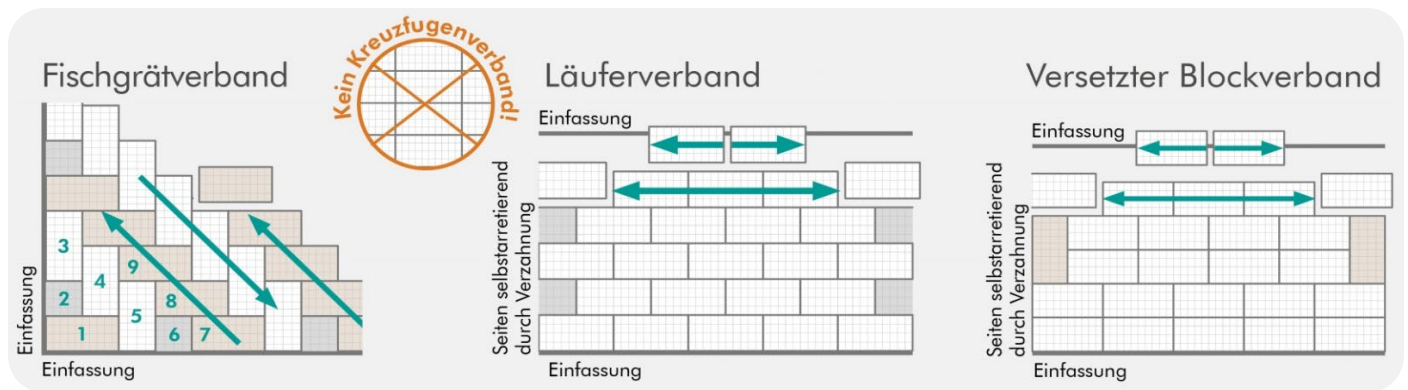 Fischgrätverband
Kein Kreuzfugenverband!
Läuferverband
Versetzter Blockverband
Einfassung
3
9
4
2
8
5
1
6
7
Einfassung
Einfassung
Seiten selbstarretierend
durch Verzahnung
Einfassung
Einfassung
Seiten selbstarretierend
durch Verzahnung
Einfassung